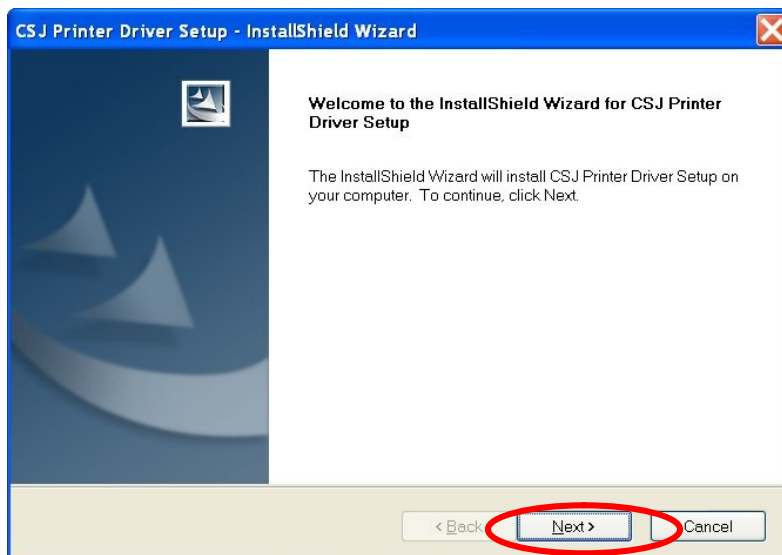 CSJ Printer Driver Setup - InstallShield Wizard
Welcome to the InstallShield Wizard for CSJ Printer
Driver Setup
The InstallShield Wizard will install CSJ Printer Driver Setup on
your computer. To continue, click Next.
< Back
Next >
Cancel